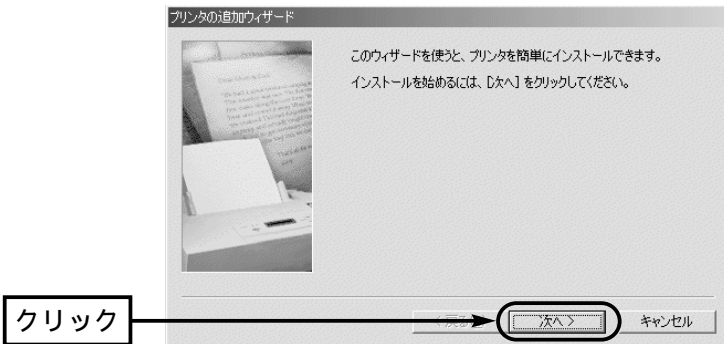 プリンタの追加ウィザード
このウィザードを使うと、プリンタを簡単にインストールできます。
インストールを始めるには、[次へ] をクリックしてください。
クリック
次へ >
キャンセル